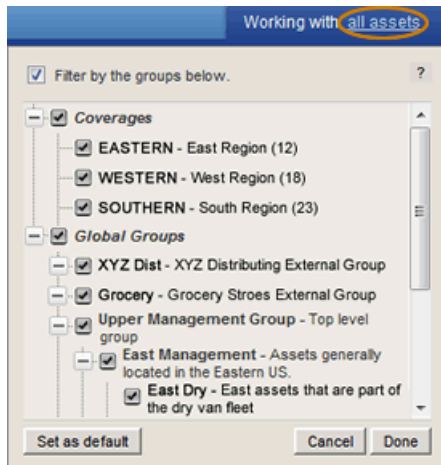 Working with all assets
Filter by the groups below. ?
Coverages
EASTERN - East Region (12)
WESTERN - West Region (18)
SOUTHERN - South Region (23)
Global Groups
XYZ Dist - XYZ Distributing External Group
Grocery - Grocery Stroes External Group
Upper Management Group - Top level
group
East Management - Assets generally
located in the Eastern US.
East Dry - East assets that are part of
the dry van fleet
Set as default Cancel Done